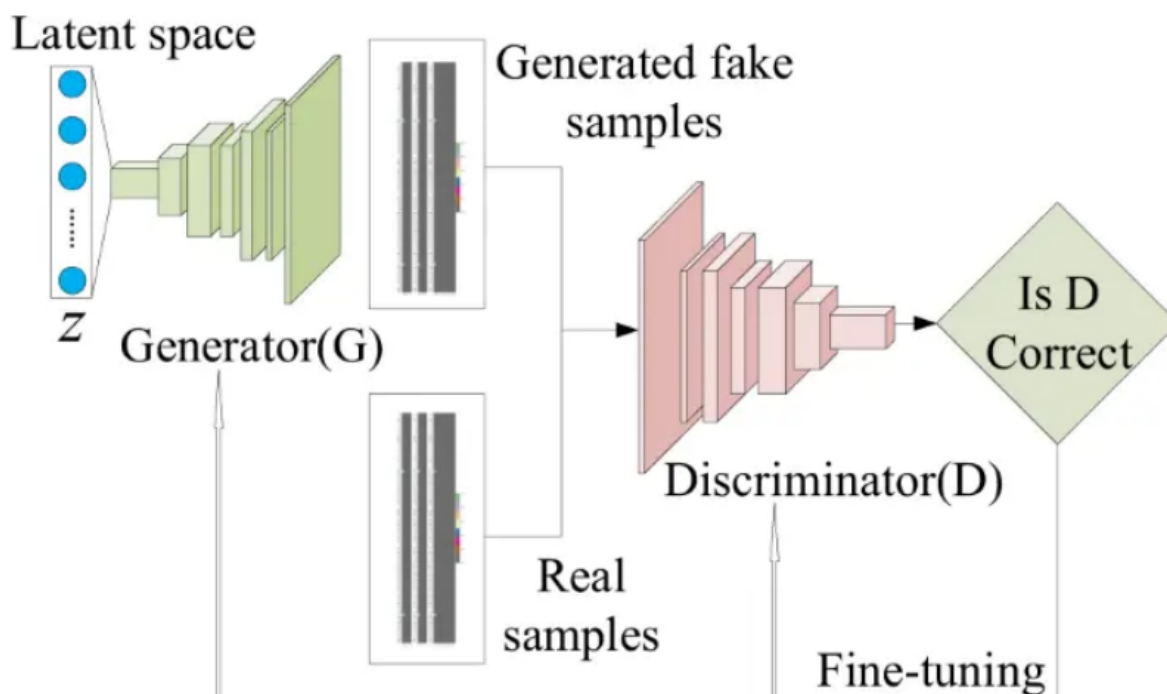 Latent space
Generated fake
samples
z
Generator(G)
Is D
Correct
Discriminator(D)
Real
samples
Fine-tuning